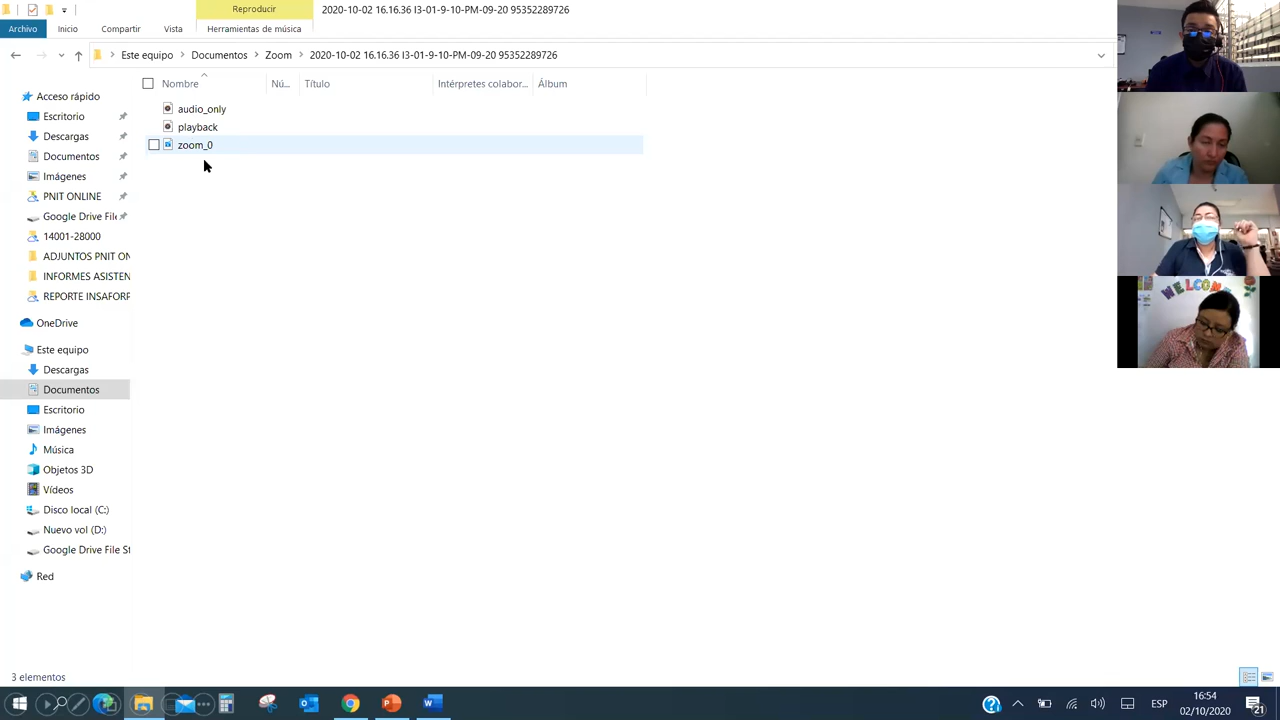 Reproducir
2020-10-02 16.16.36 I3-01-9-10-PM-09-20 95352289726
Archivo Inicio Compartir Vista Herramientas de música
Este equipo Documentos Zoom 2020-10-02 16.16.36 I3-01-9-10-PM-09-20 95352289726
Nombre Nú... Título Intérpretes colabor... Álbum
audio_only
playback
zoom_0
Acceso rápido
Escritorio
Descargas
Documentos
Imágenes
PNIT ONLINE
Google Drive File
14001-28000
ADJUNTOS PNIT ON
INFORMES ASISTEN
REPORTE INSAFORP
OneDrive
Este equipo
Descargas
Documentos
Escritorio
Imágenes
Música
Objetos 3D
Vídeos
Disco local (C:)
Nuevo vol (D:)
Google Drive File St
Red
3 elementos
WELCOME
ESP
16:54
02/10/2020
21